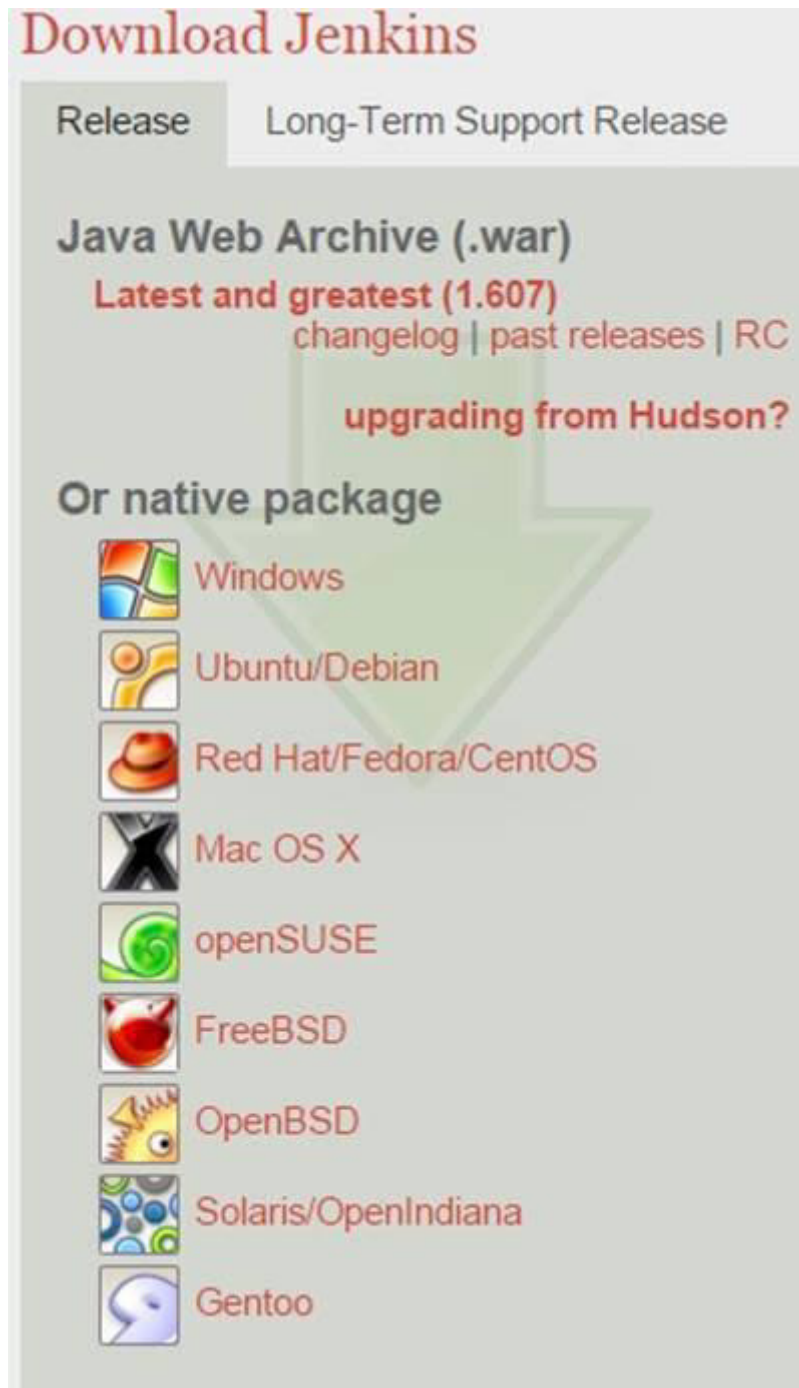 Download Jenkins
Release Long-Term Support Release
Java Web Archive (.war)
Latest and greatest (1.607)
changelog | past releases | RC
upgrading from Hudson?
Or native package
Windows
Ubuntu/Debian
Red Hat/Fedora/CentOS
Mac OS X
openSUSE
FreeBSD
OpenBSD
Solaris/OpenIndiana
Gentoo